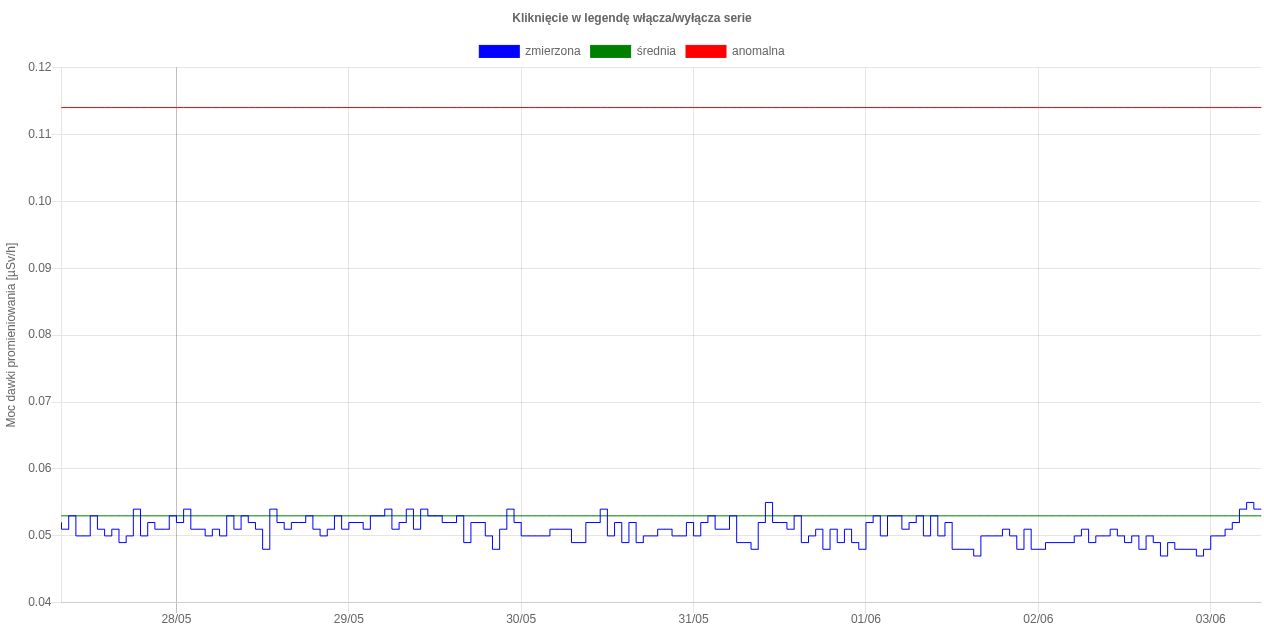 Kliknięcie w legendę włącza/wyłącza serie
zmierzona średnia anomalna
Moc dawki promieniowania [µSv/h]
0.12
0.11
0.10
0.09
0.08
0.07
0.06
0.05
0.04
28/05 29/05 30/05 31/05 01/06 02/06 03/06